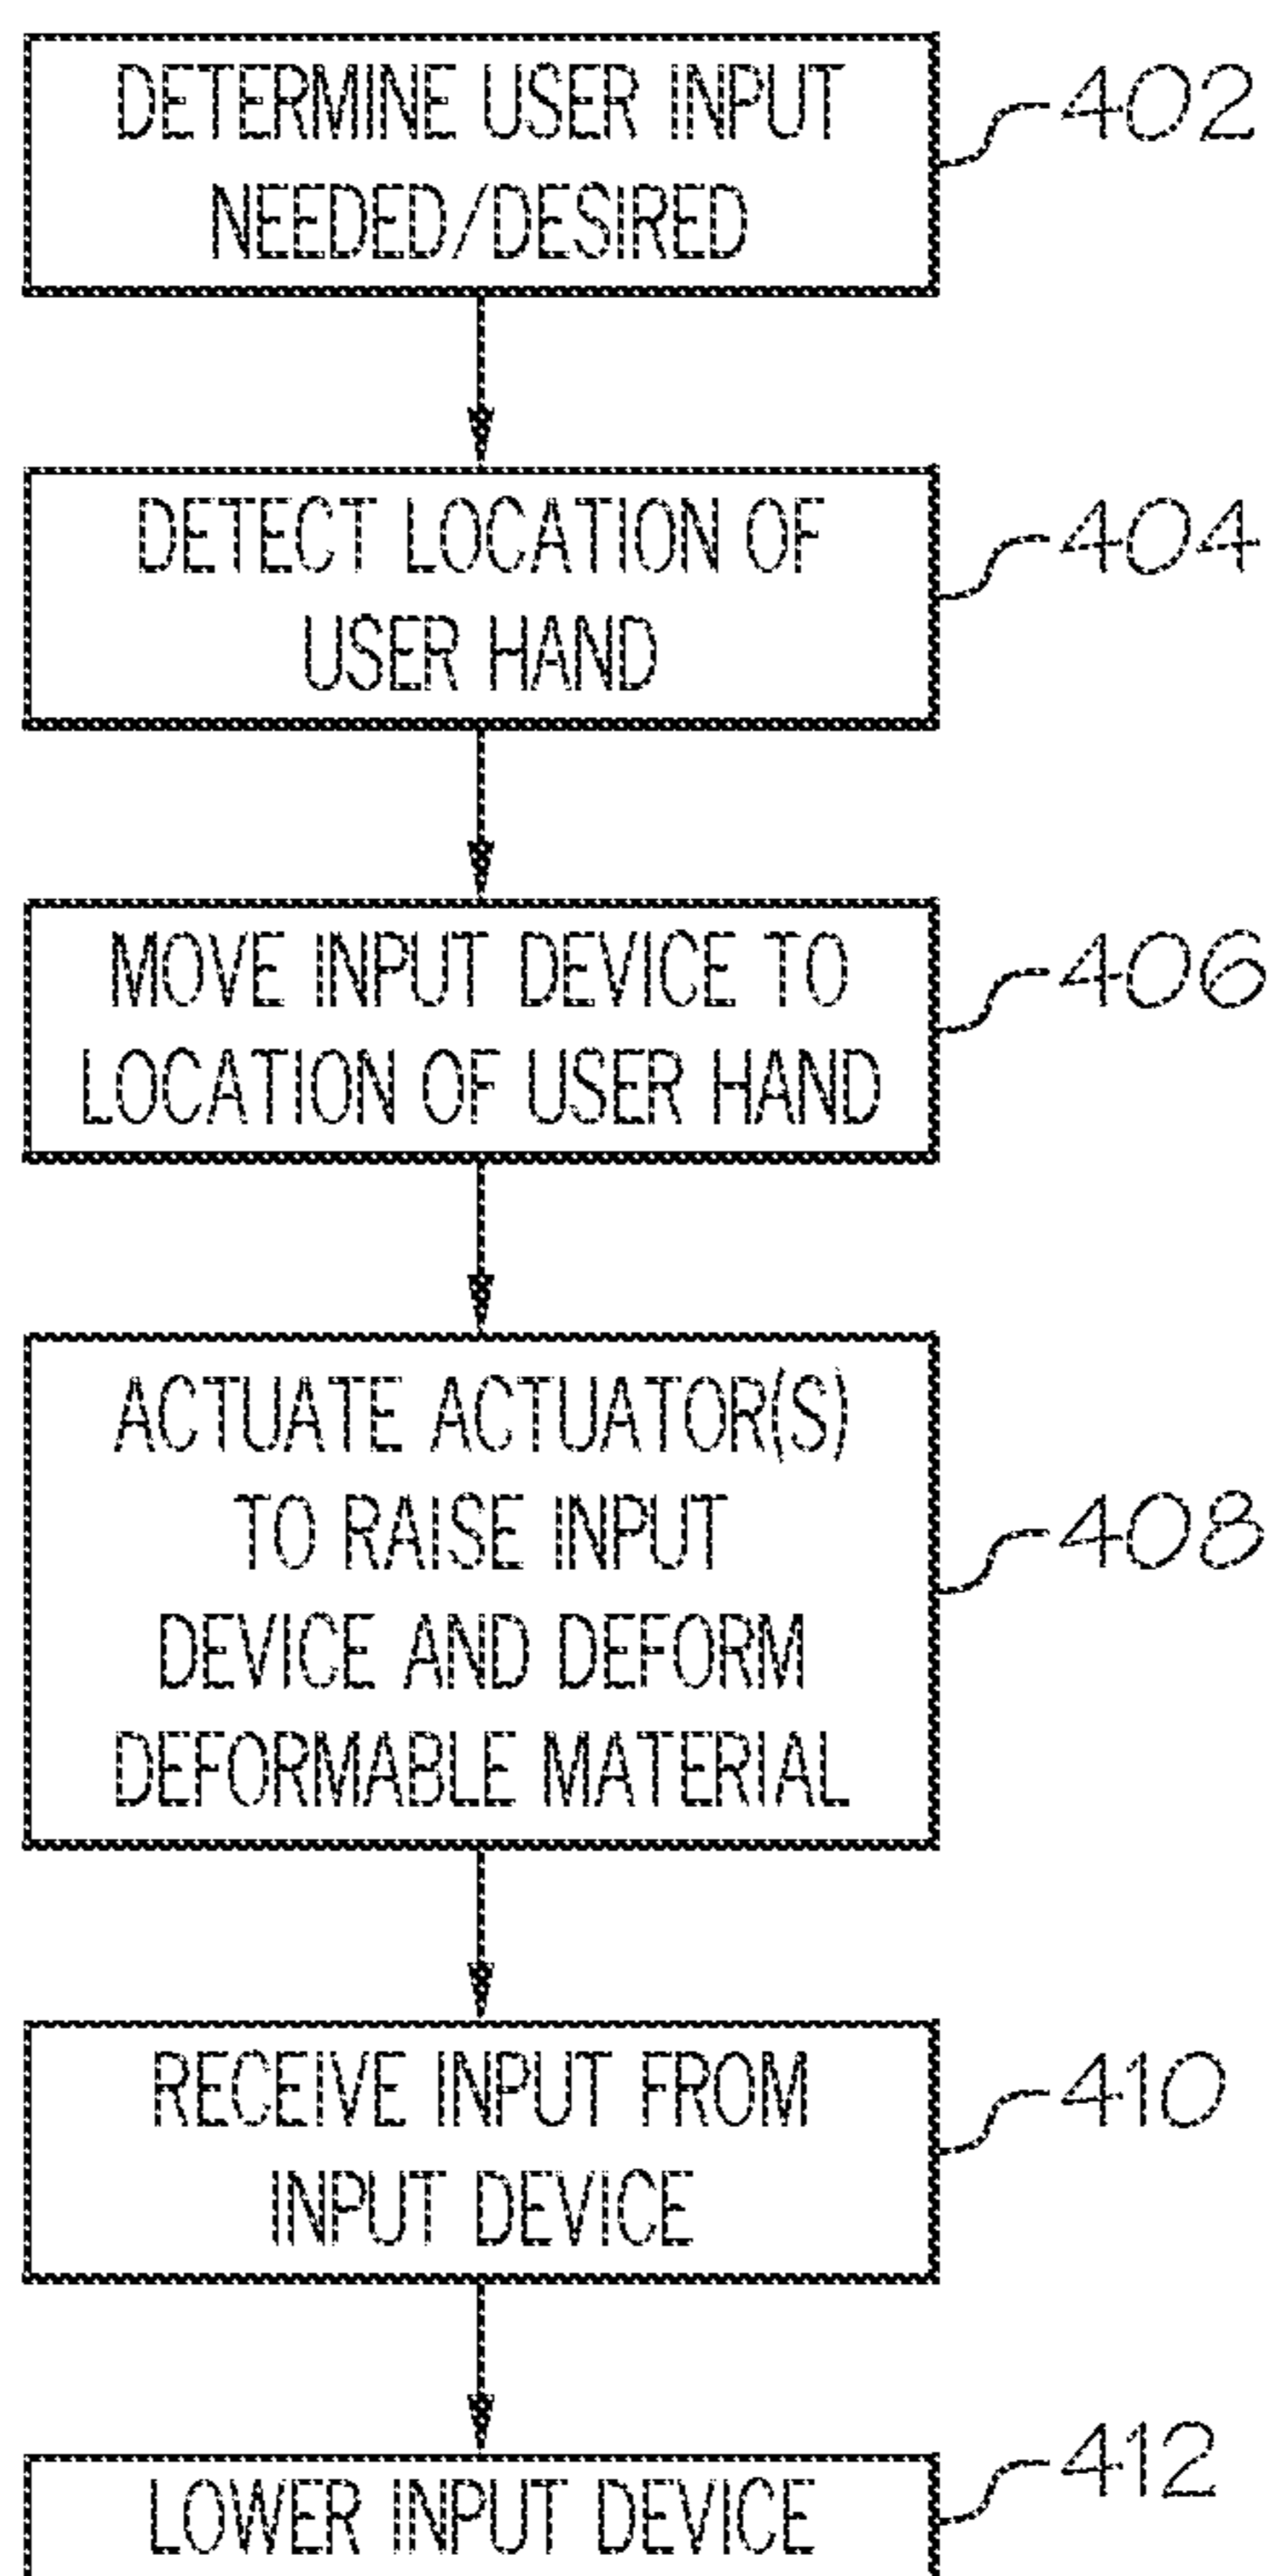 DETERMINE USER INPUT
NEEDED/DESIRED
402
DETECT LOCATION OF
USER HAND
404
MOVE INPUT DEVICE TO
LOCATION OF USER HAND
406
ACTUATE ACTUATOR(S)
TO RAISE INPUT
DEVICE AND DEFORM
DEFORMABLE MATERIAL
408
RECEIVE INPUT FROM
INPUT DEVICE
410
LOWER INPUT DEVICE
412